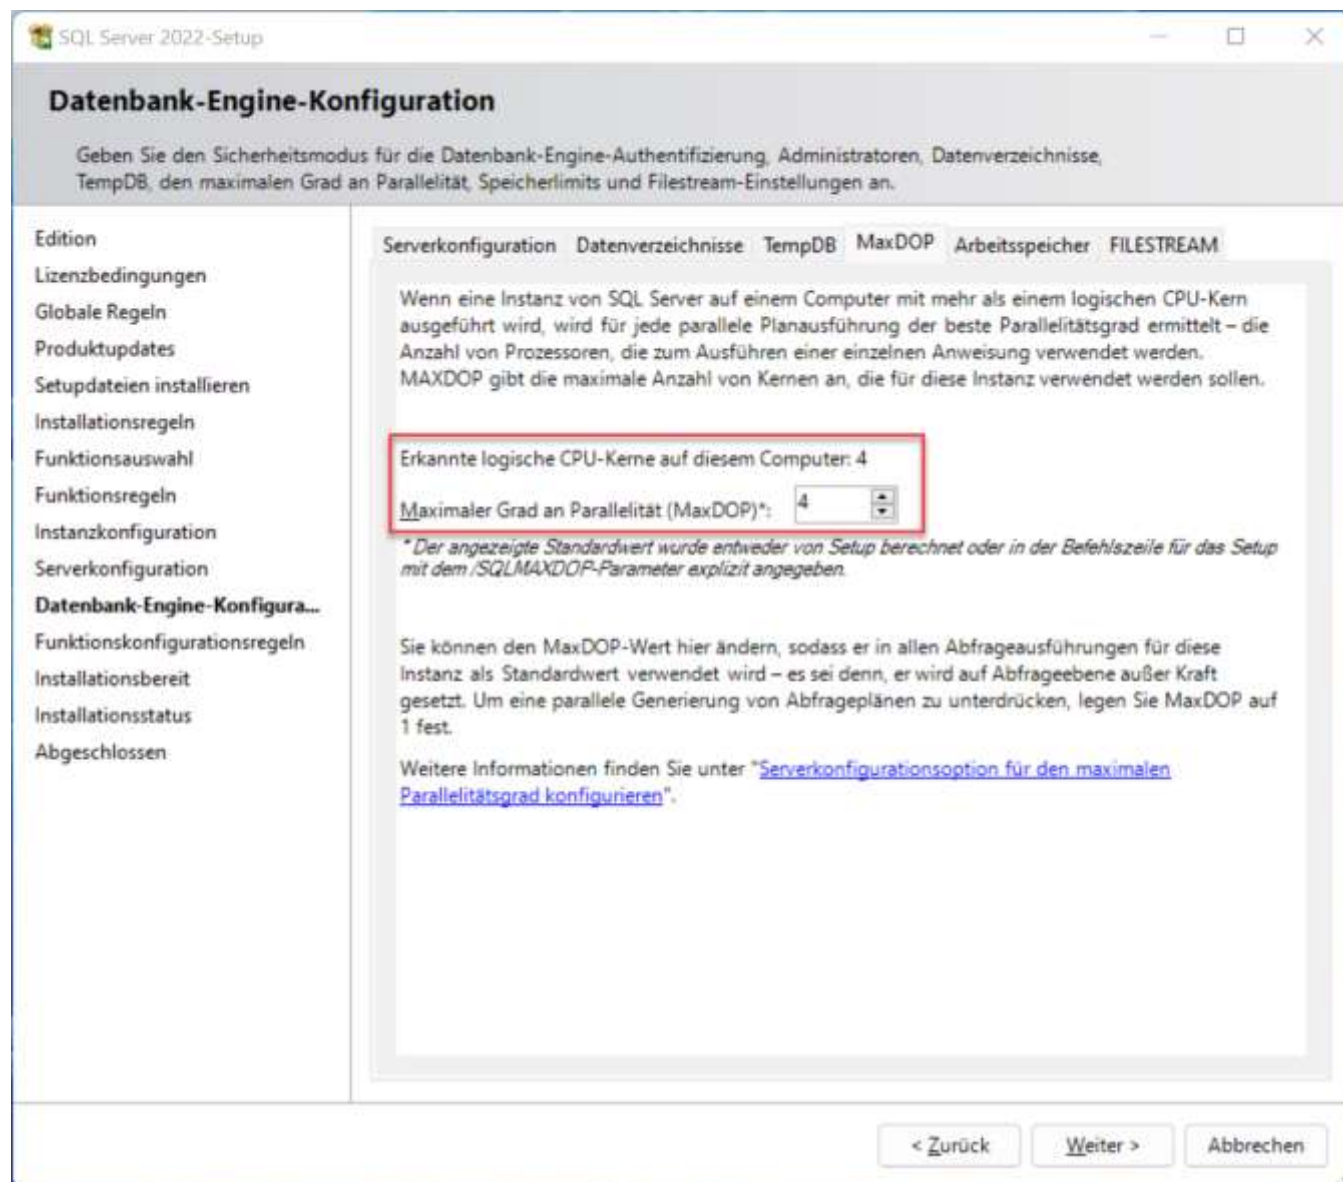 SQL Server 2022-Setup
Datenbank-Engine-Konfiguration
Geben Sie den Sicherheitsmodus für die Datenbank-Engine-Authentifizierung, Administratoren, Datenverzeichnisse,
TempDB, den maximalen Grad an Parallelität, Speicherlimits und Filestream-Einstellungen an.
Edition
Lizenzbedingungen
Globale Regeln
Produktupdates
Setupdateien installieren
Installationsregeln
Funktionsauswahl
Funktionsregeln
Instanzkonfiguration
Serverkonfiguration
Datenbank-Engine-Konfigura...
Funktionskonfigurationsregeln
Installationsbereit
Installationsstatus
Abgeschlossen
Serverkonfiguration Datenverzeichnisse TempDB MaxDOP Arbeitsspeicher FILESTREAM
Wenn eine Instanz von SQL Server auf einem Computer mit mehr als einem logischen CPU-Kern
ausgeführt wird, wird für jede parallele Planausführung der beste Parallelitätsgrad ermittelt – die
Anzahl von Prozessoren, die zum Ausführen einer einzelnen Anweisung verwendet werden.
MAXDOP gibt die maximale Anzahl von Kernen an, die für diese Instanz verwendet werden sollen.
Erkannte logische CPU-Kerne auf diesem Computer: 4
Maximaler Grad an Parallelität (MaxDOP)*: 4
* Der angezeigte Standardwert wurde entweder von Setup berechnet oder in der Befehlszeile für das Setup
mit dem /SQLMAXDOP-Parameter explizit angegeben.
Sie können den MaxDOP-Wert hier ändern, sodass er in allen Abfrageausführungen für diese
Instanz als Standardwert verwendet wird – es sei denn, er wird auf Abfrageebene außer Kraft
gesetzt. Um eine parallele Generierung von Abfrageplänen zu unterdrücken, legen Sie MaxDOP auf
1 fest.
Weitere Informationen finden Sie unter "Serverkonfigurationsoption für den maximalen
Parallelitätsgrad konfigurieren".
< Zurück Weiter > Abbrechen